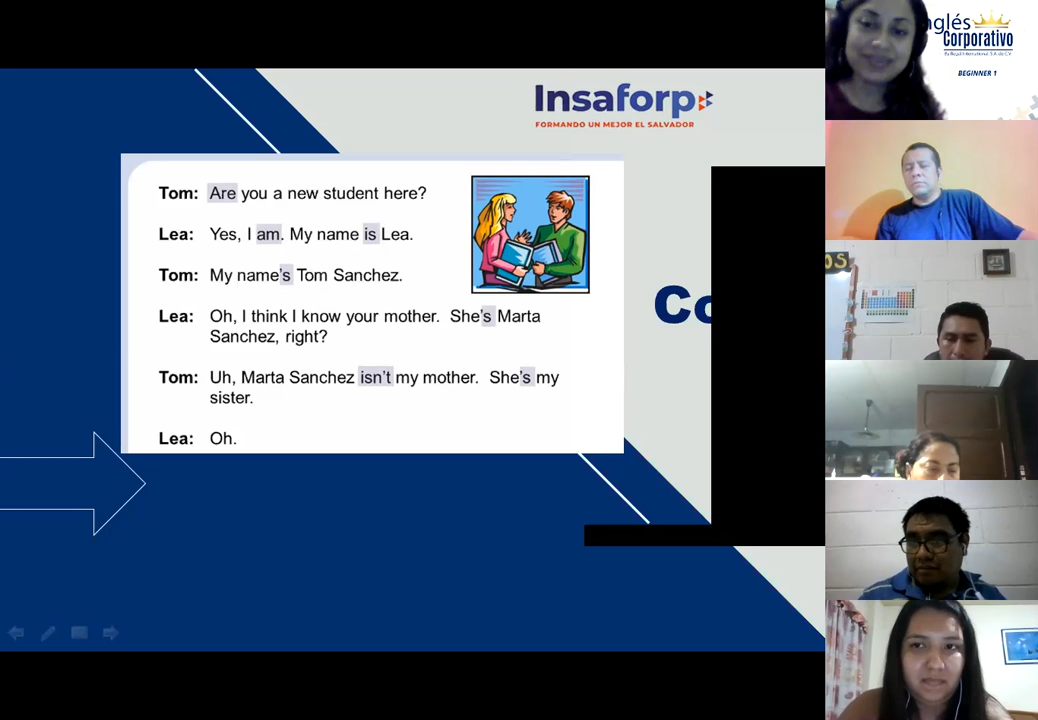 Insaforp
FORMANDO UN MEJOR EL SALVADOR
Tom: Are you a new student here?
Lea: Yes, I am. My name is Lea.
Tom: My name's Tom Sanchez.
Lea: Oh, I think I know your mother. She's Marta
Sanchez, right?
Tom: Uh, Marta Sanchez isn't my mother. She's my
sister.
Lea: Oh.
Co
nglés
Corporativo
BEGINNER 1
OS